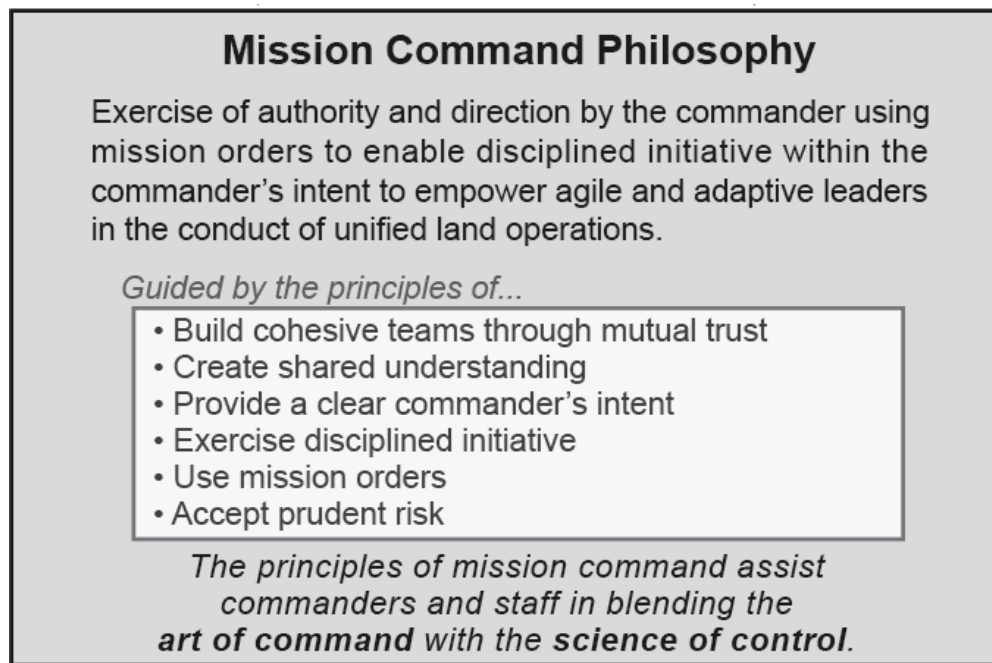 Mission Command Philosophy
Exercise of authority and direction by the commander using
mission orders to enable disciplined initiative within the
commander's intent to empower agile and adaptive leaders
in the conduct of unified land operations.
Guided by the principles of...
• Build cohesive teams through mutual trust
• Create shared understanding
• Provide a clear commander's intent
• Exercise disciplined initiative
• Use mission orders
• Accept prudent risk
The principles of mission command assist
commanders and staff in blending the
art of command with the science of control.